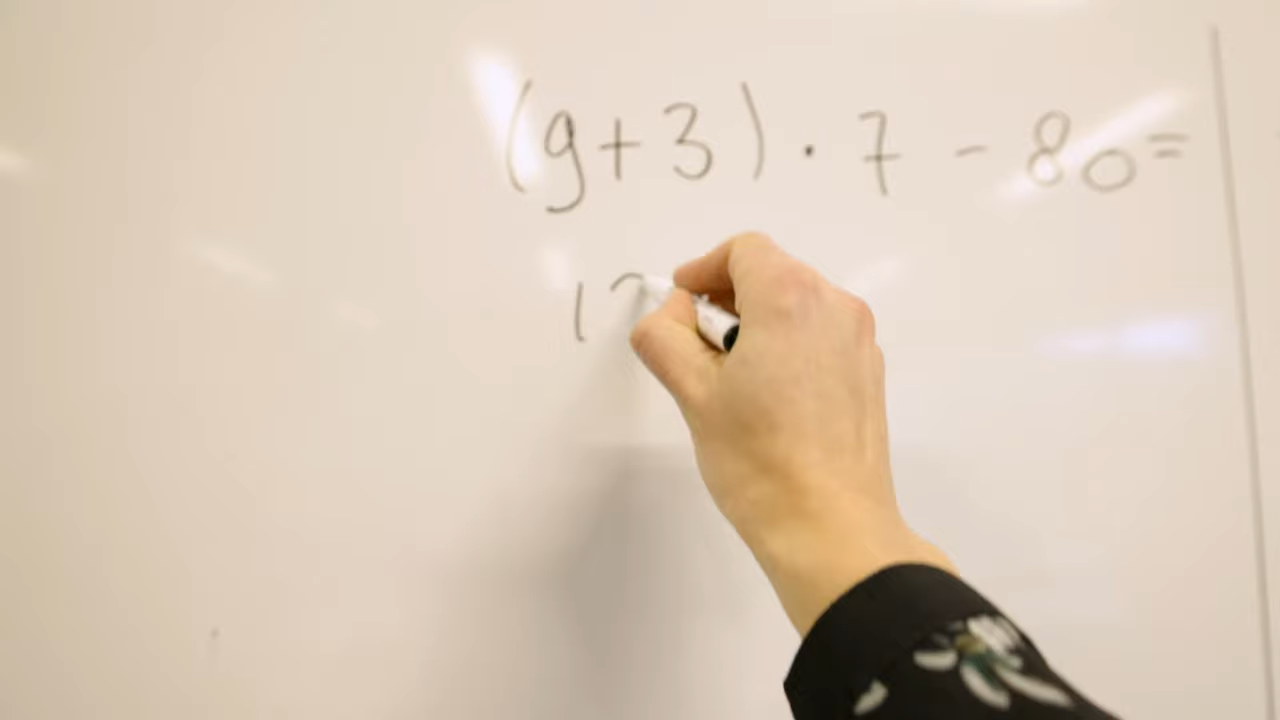 (9+3) · 7 - 80 =
12